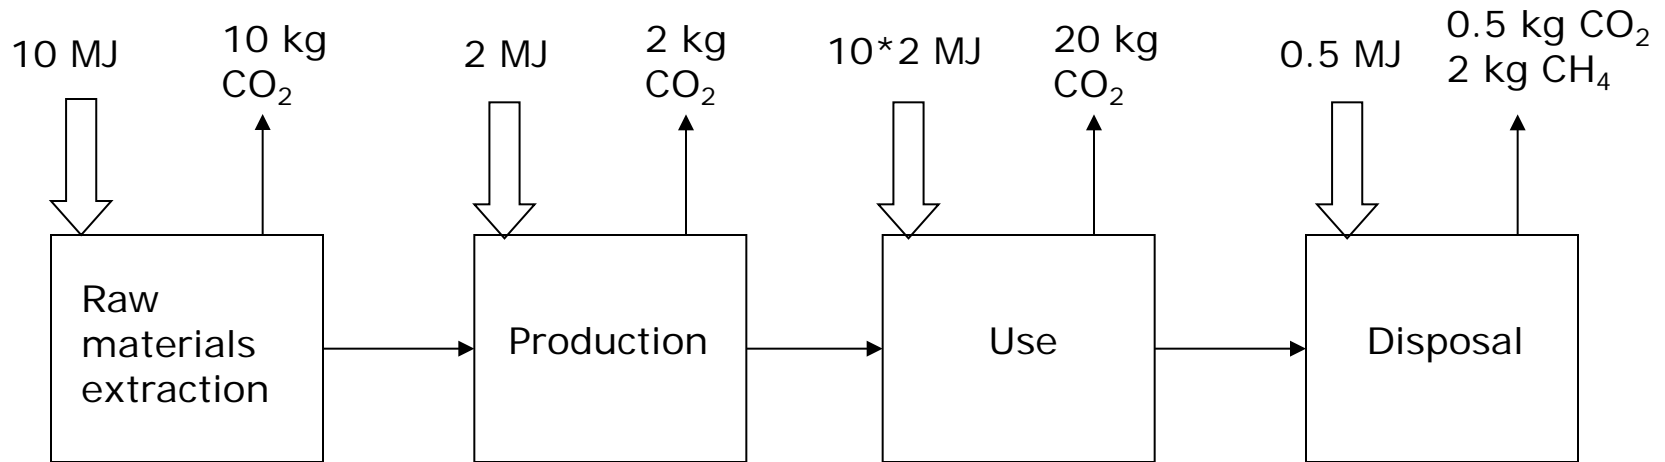 10 MJ
10 kg
CO₂
2 MJ
2 kg
CO₂
10*2 MJ
20 kg
CO₂
0.5 MJ
0.5 kg CO₂
2 kg CH₄
Raw
materials
extraction
Production
Use
Disposal